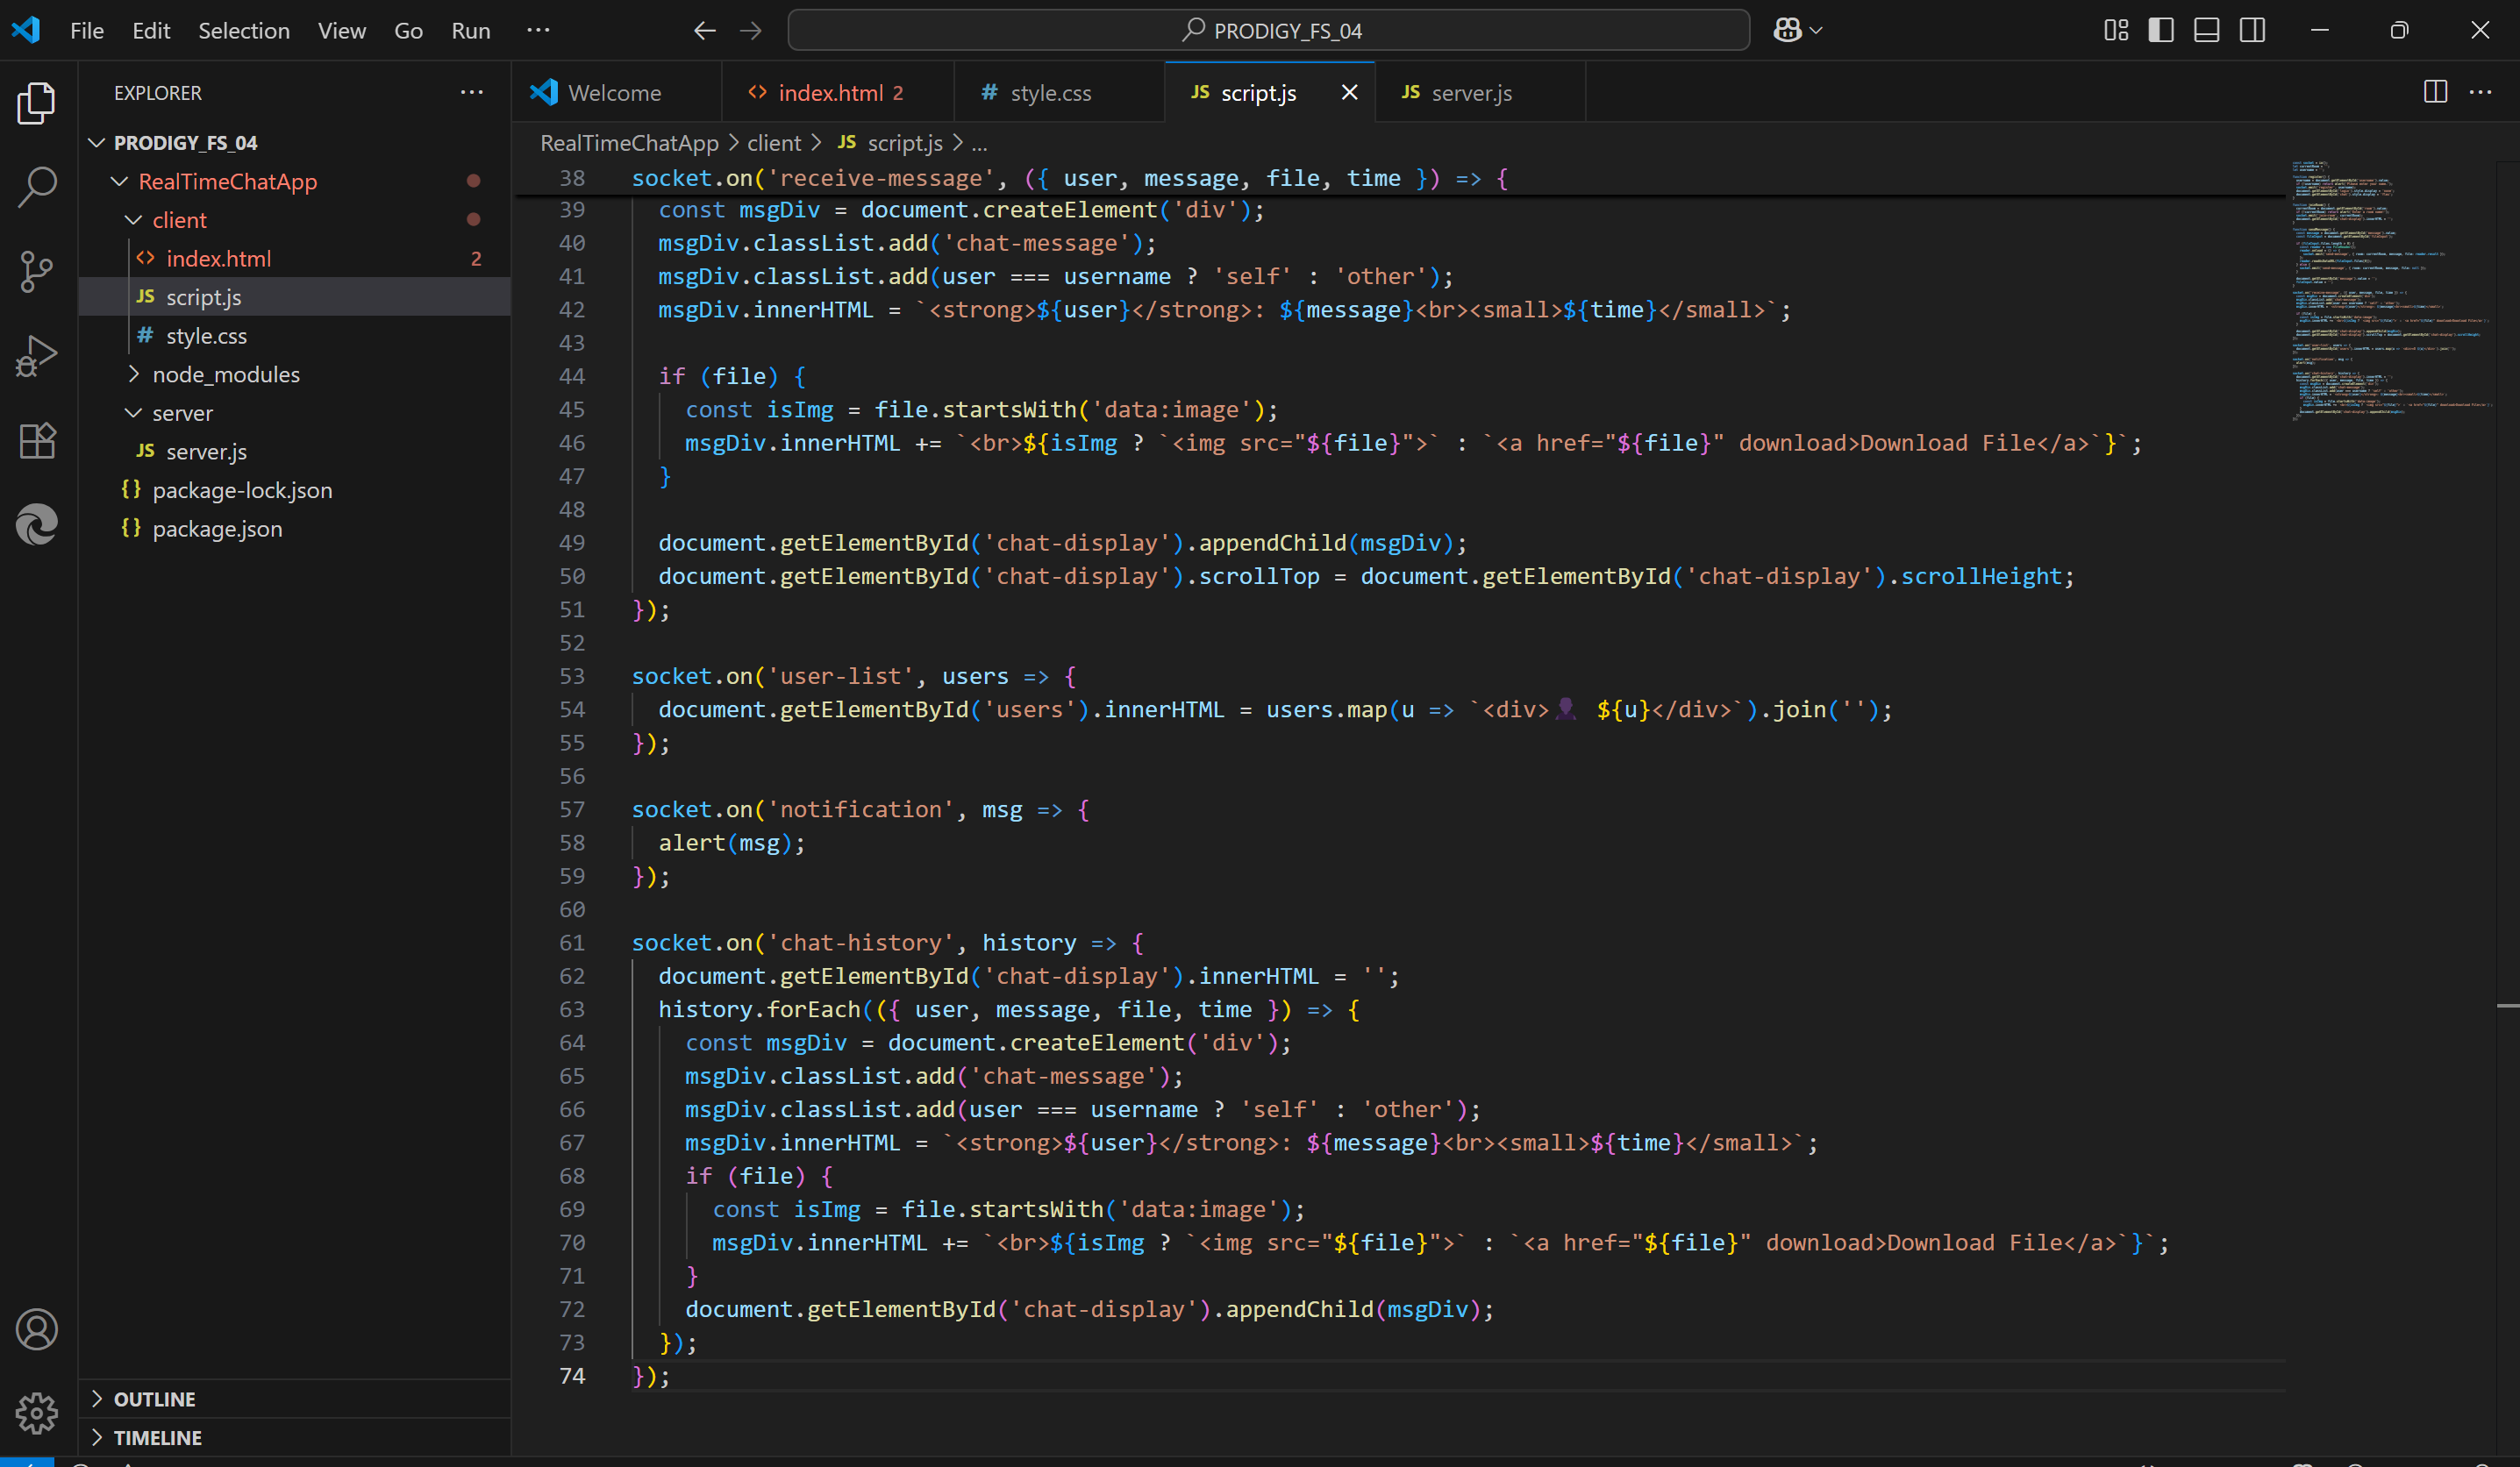 File Edit Selection View Go Run ···
PRODIGY_FS_04
EXPLORER
PRODIGY_FS_04
RealTimeChatApp
client
index.html 2
script.js
style.css
node_modules
server
server.js
package-lock.json
package.json
OUTLINE
TIMELINE
Welcome
index.html 2
style.css
script.js
server.js
RealTimeChatApp > client > JS script.js > ...
38 socket.on('receive-message', ({ user, message, file, time }) => {
39 const msgDiv = document.createElement('div');
40 msgDiv.classList.add('chat-message');
41 msgDiv.classList.add(user === username ? 'self' : 'other');
42 msgDiv.innerHTML = `<strong>${user}</strong>: ${message}<br><small>${time}</small>`;
43
44 if (file) {
45 const isImg = file.startsWith('data:image');
46 msgDiv.innerHTML += `<br>${isImg ? `<img src="${file}">` : `<a href="${file}" download>Download File</a>`}`;
47 }
48
49 document.getElementById('chat-display').appendChild(msgDiv);
50 document.getElementById('chat-display').scrollTop = document.getElementById('chat-display').scrollHeight;
51 });
52
53 socket.on('user-list', users => {
54 document.getElementById('users').innerHTML = users.map(u => `<div>👤 ${u}</div>`).join('');
55 });
56
57 socket.on('notification', msg => {
58 alert(msg);
59 });
60
61 socket.on('chat-history', history => {
62 document.getElementById('chat-display').innerHTML = '';
63 history.forEach(({ user, message, file, time }) => {
64 const msgDiv = document.createElement('div');
65 msgDiv.classList.add('chat-message');
66 msgDiv.classList.add(user === username ? 'self' : 'other');
67 msgDiv.innerHTML = `<strong>${user}</strong>: ${message}<br><small>${time}</small>`;
68 if (file) {
69 const isImg = file.startsWith('data:image');
70 msgDiv.innerHTML += `<br>${isImg ? `<img src="${file}">` : `<a href="${file}" download>Download File</a>`}`;
71 }
72 document.getElementById('chat-display').appendChild(msgDiv);
73 });
74 });